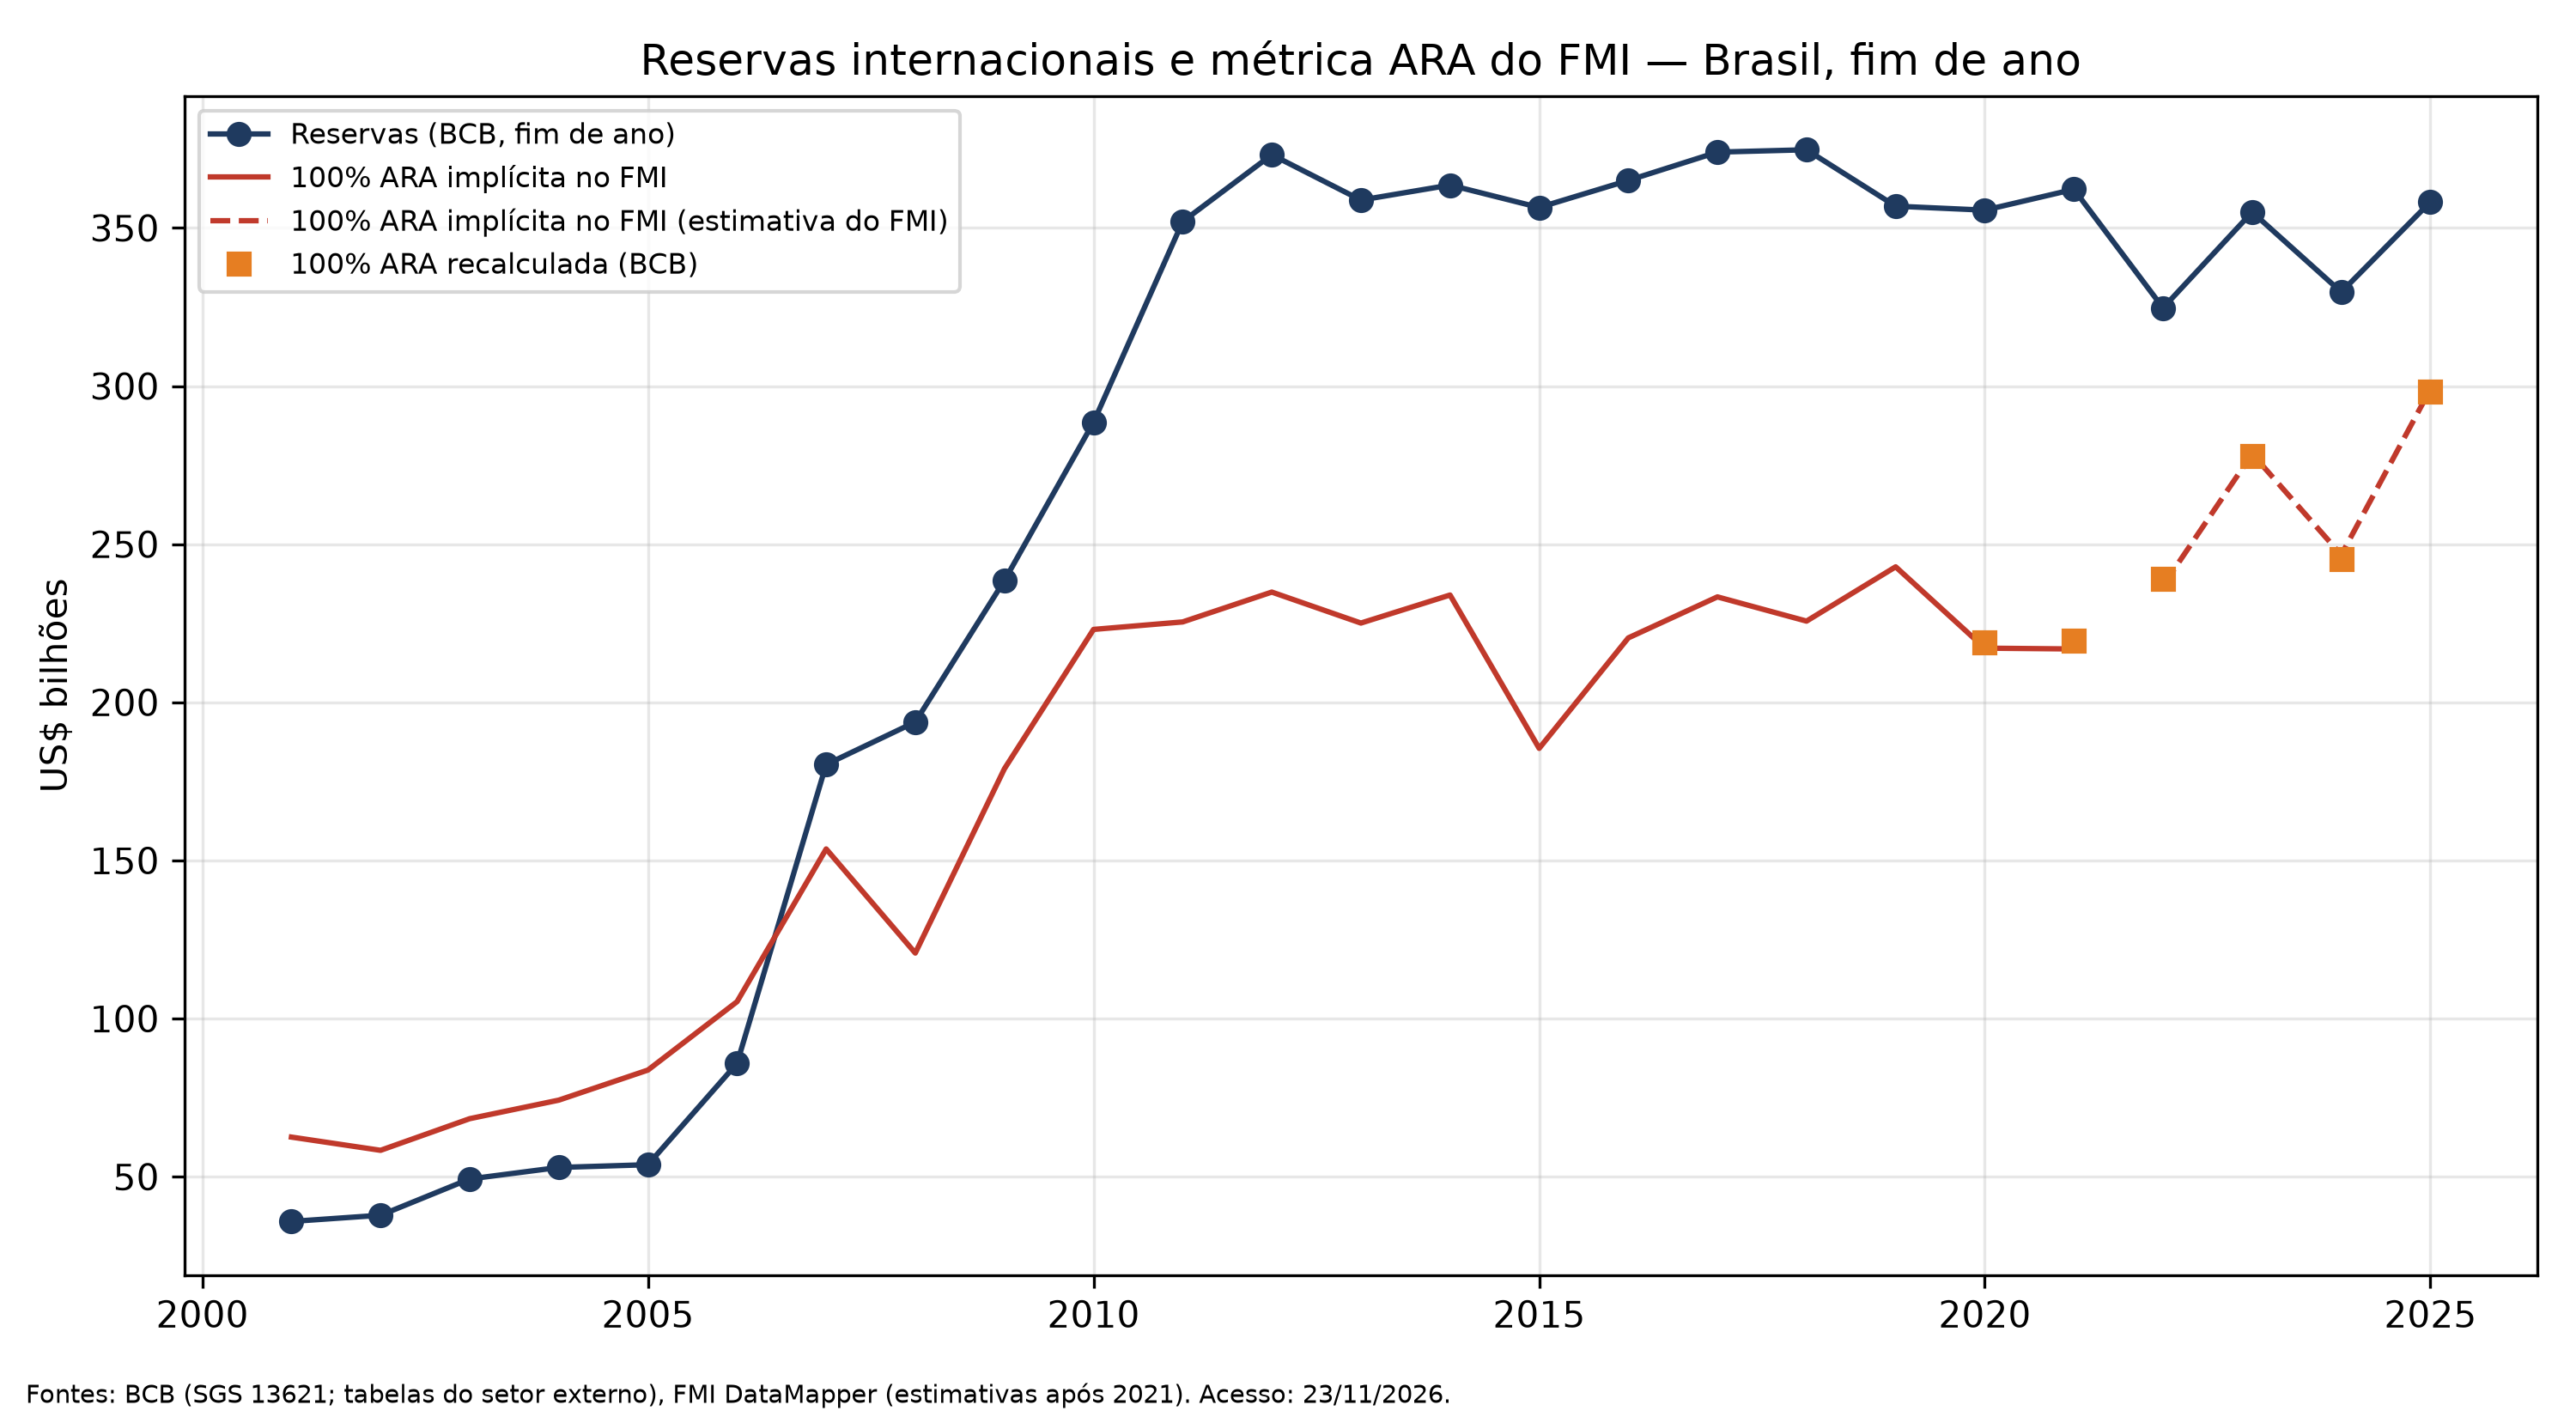 Reservas internacionais e métrica ARA do FMI — Brasil, fim de ano
Reservas (BCB, fim de ano)
100% ARA implícita no FMI
100% ARA implícita no FMI (estimativa do FMI)
100% ARA recalculada (BCB)
US$ bilhões
350
300
250
200
150
100
50
2000 2005 2010 2015 2020 2025
Fontes: BCB (SGS 13621; tabelas do setor externo), FMI DataMapper (estimativas após 2021). Acesso: 23/11/2026.